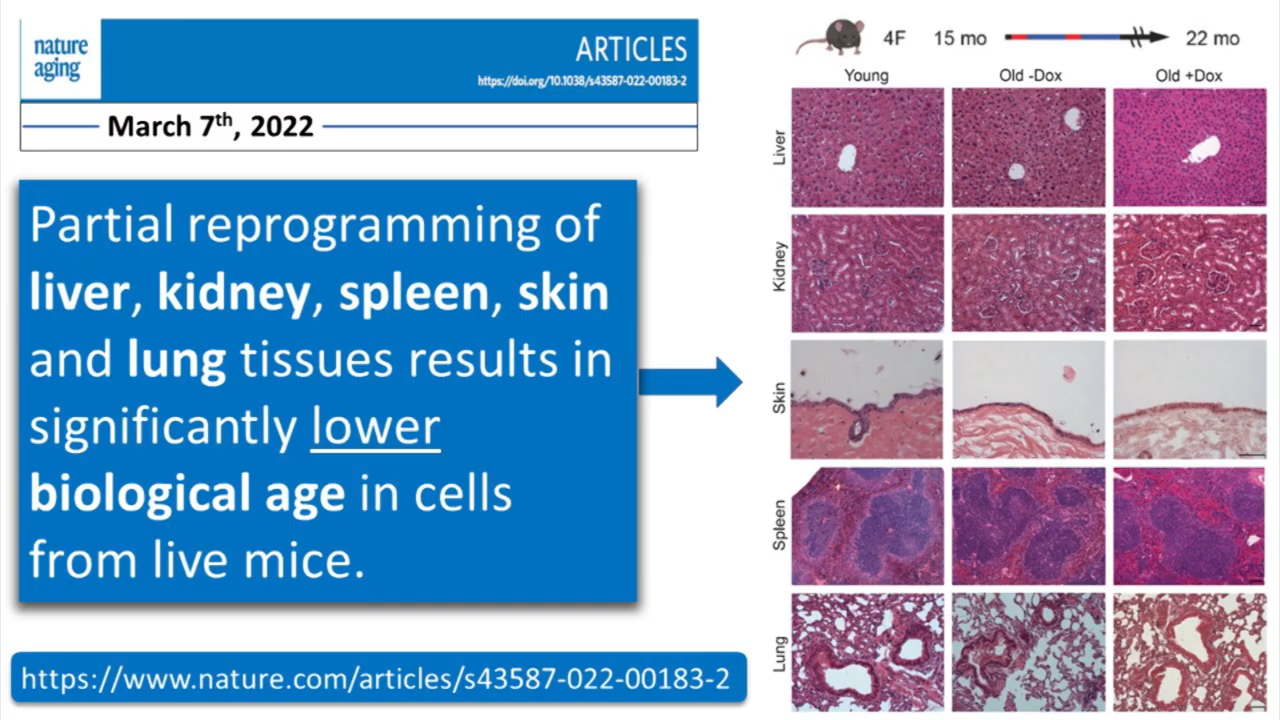 nature
aging
ARTICLES
https://doi.org/10.1038/s43587-022-00183-2
March 7th, 2022
Partial reprogramming of
liver, kidney, spleen, skin
and lung tissues results in
significantly lower
biological age in cells
from live mice.
https://www.nature.com/articles/s43587-022-00183-2
4F 15 mo 22 mo
Young Old -Dox Old +Dox
Liver
Kidney
Skin
Spleen
Lung